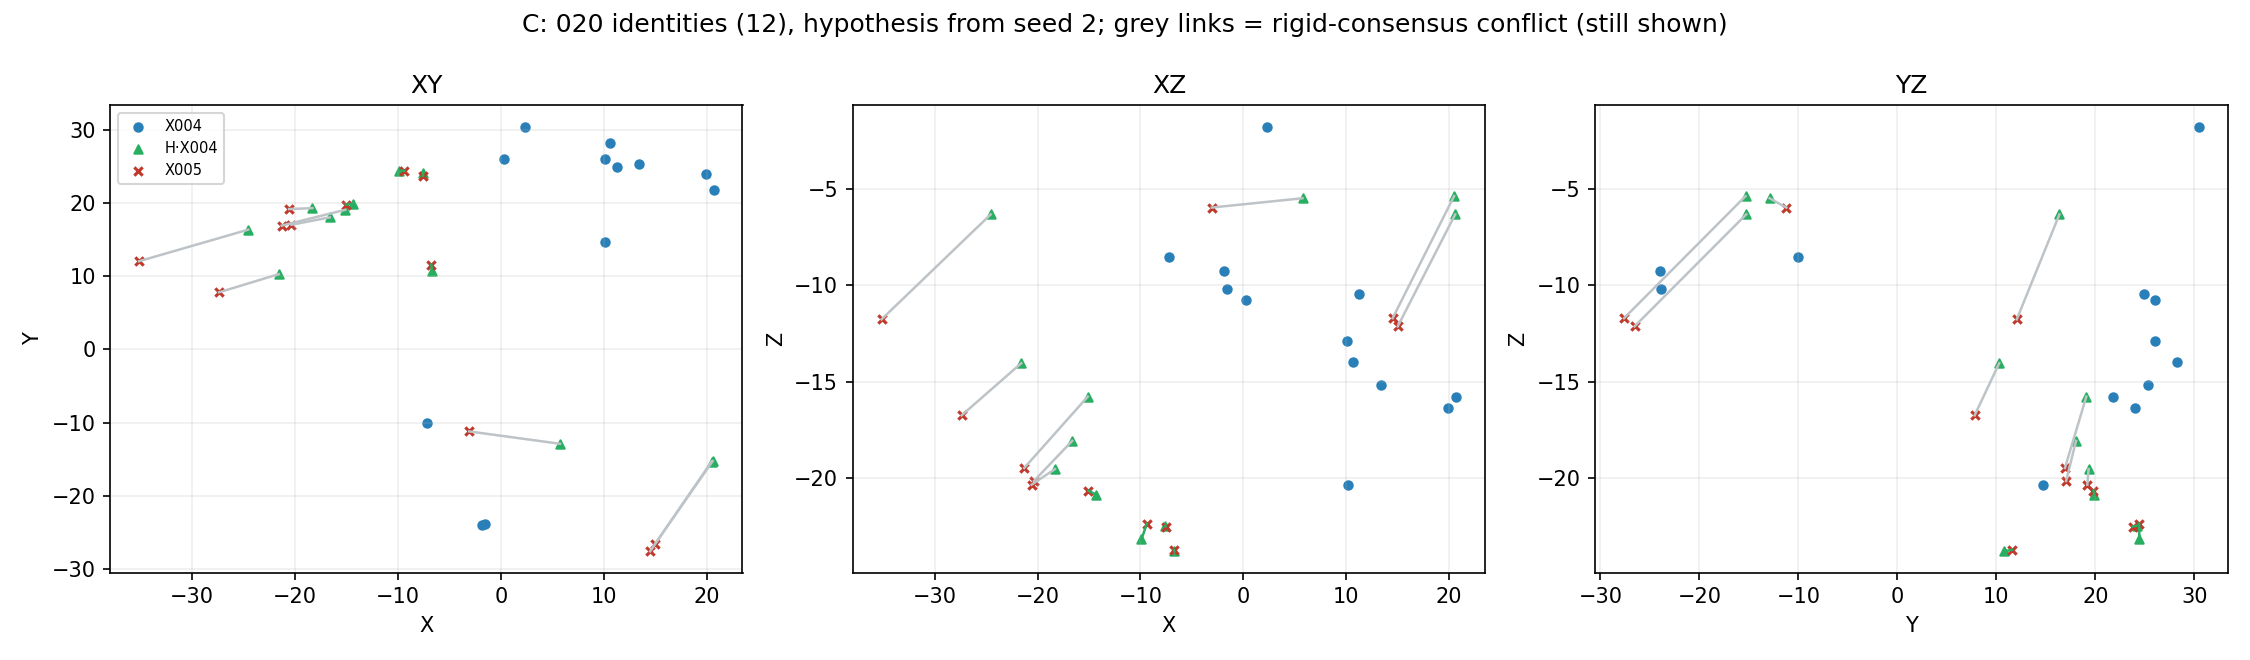 C: 020 identities (12), hypothesis from seed 2; grey links = rigid-consensus conflict (still shown)
XY
XZ
YZ
X004
H·X004
X005
30
20
10
0
−10
−20
−30
Y
−30
−20
−10
0
10
20
X
−5
−10
−15
−20
Z
−30
−20
−10
0
10
20
X
−5
−10
−15
−20
Z
−30
−20
−10
0
10
20
30
Y